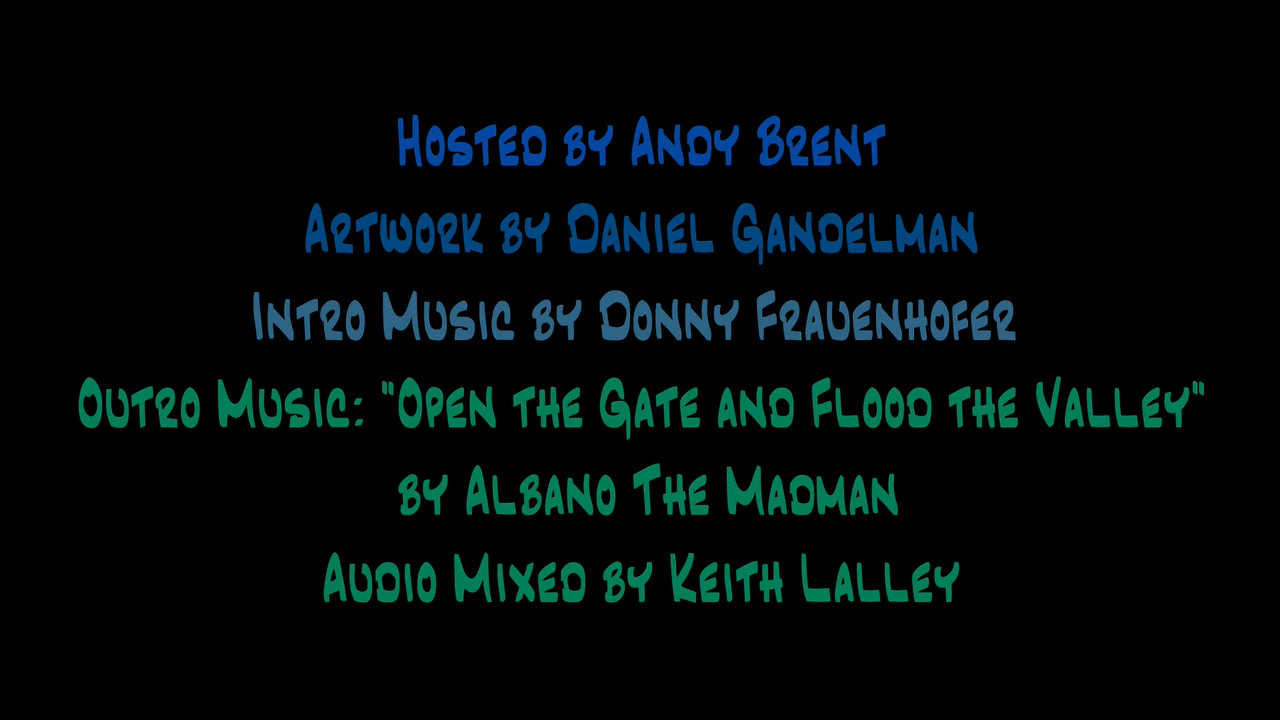 Hosted by Andy Brent
Artwork by Daniel Gandelman
Intro Music by Donny Frauenhofer
Outro Music: "Open the Gate and Flood the Valley"
by Albano The Madman
Audio Mixed by Keith Lalley